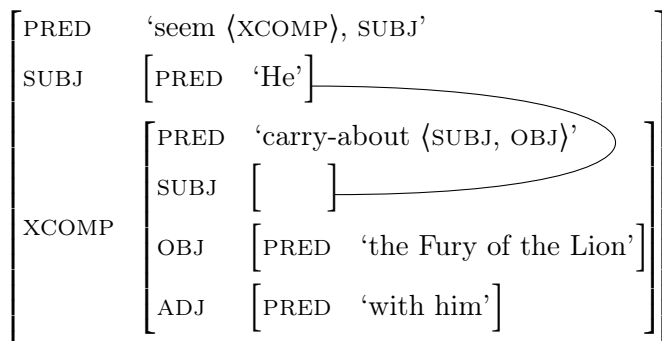 PRED ‘seem ⟨XCOMP⟩, SUBJ’
SUBJ [PRED ‘He’]
PRED ‘carry-about ⟨SUBJ, OBJ⟩’
SUBJ [ ]
XCOMP
OBJ [PRED ‘the Fury of the Lion’]
ADJ [PRED ‘with him’]